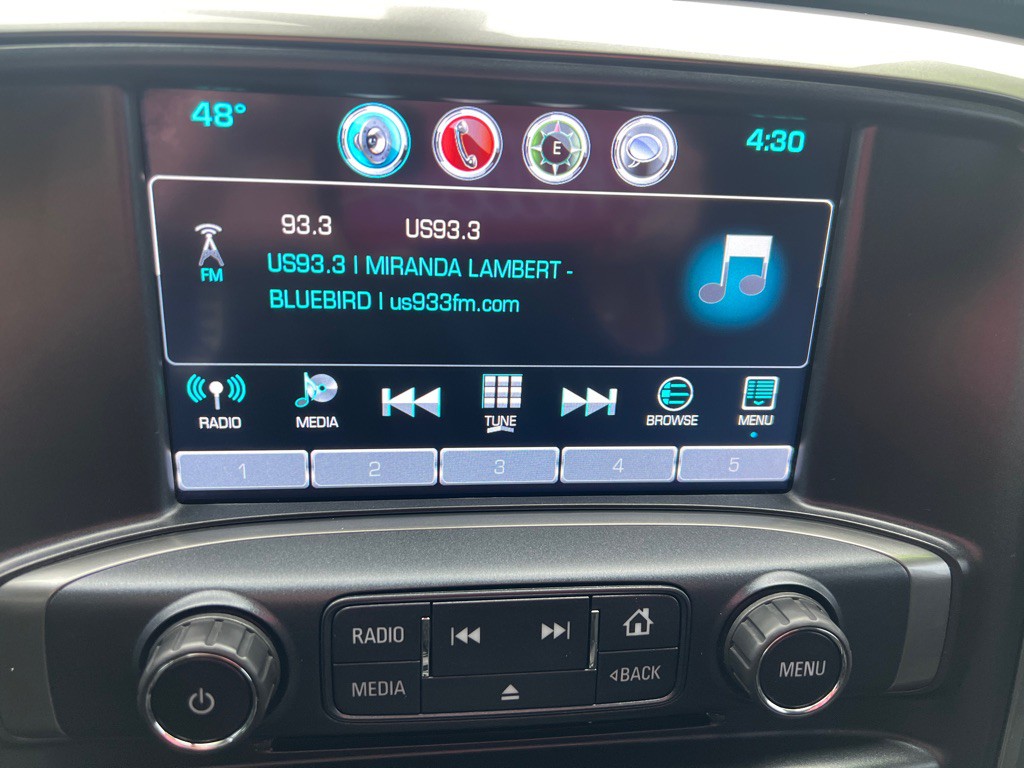 48°
E
4:30
93.3 US93.3
FM
US93.3 | MIRANDA LAMBERT -
BLUEBIRD | us933fm.com
RADIO MEDIA TUNE BROWSE MENU
1 2 3 4 5
RADIO
MEDIA
◃BACK
MENU